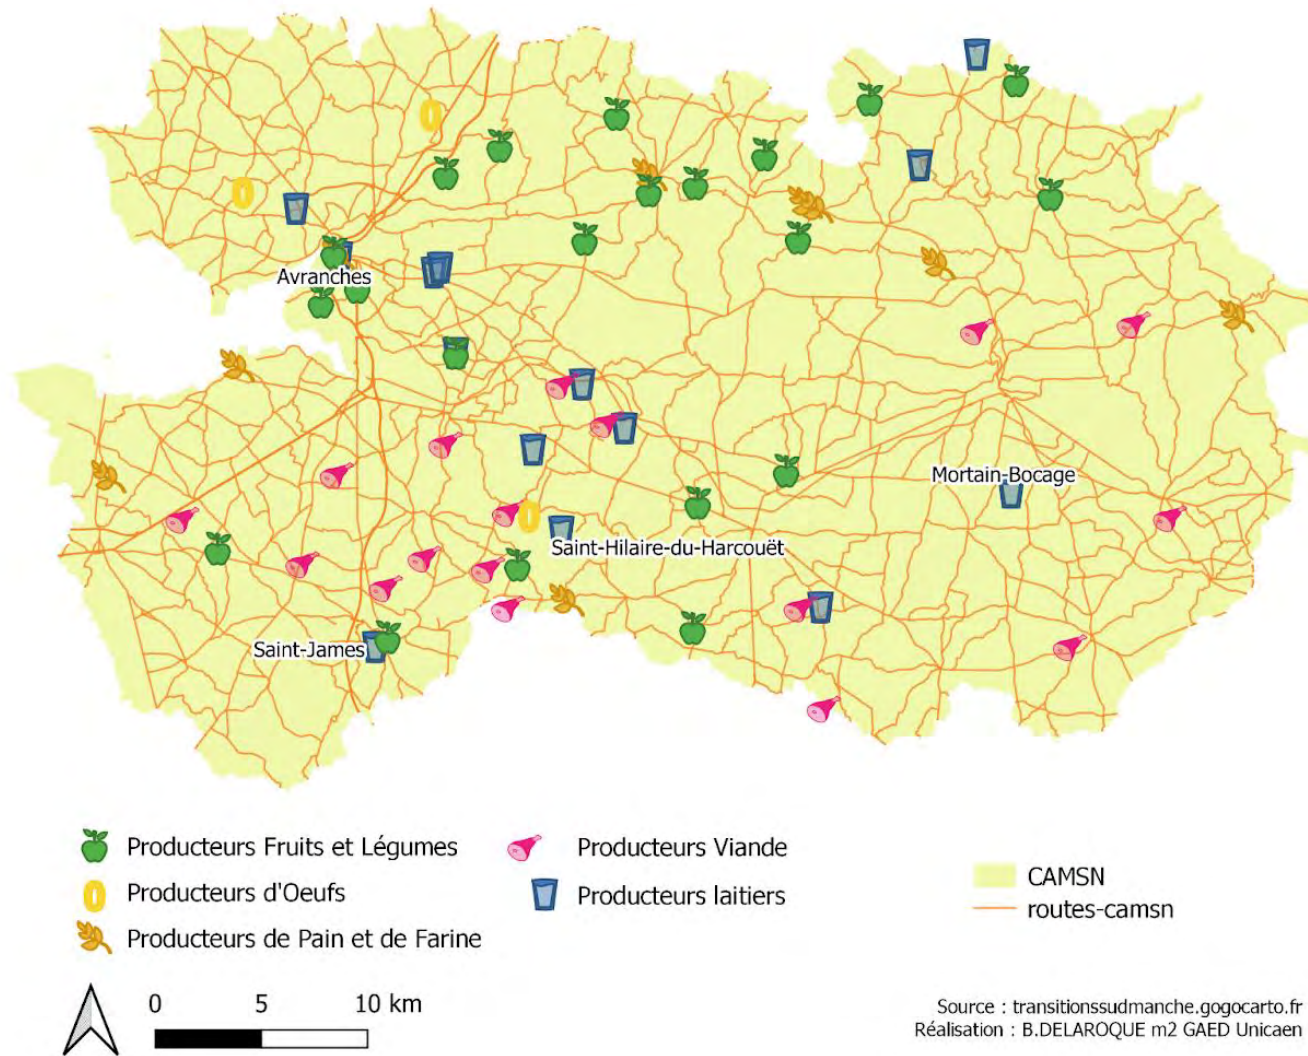 Avranches
Mortain-Bocage
Saint-Hilaire-du-Harcouët
Saint-James
Producteurs Fruits et Légumes
Producteurs d'Oeufs
Producteurs de Pain et de Farine
Producteurs Viande
Producteurs laitiers
CAMSN
routes-camsn
0 5 10 km
Source : transitionssudmanche.gogocarto.fr
Réalisation : B.DELAROQUE m2 GAED Unicaen